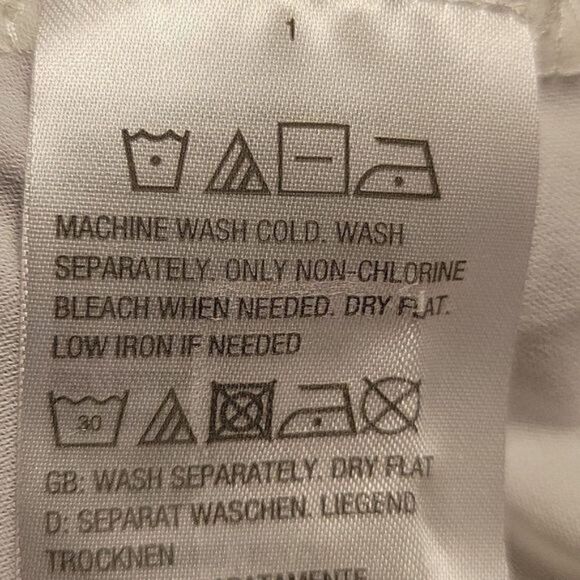 1
MACHINE WASH COLD. WASH
SEPARATELY. ONLY NON-CHLORINE
BLEACH WHEN NEEDED. DRY FLAT.
LOW IRON IF NEEDED
30
GB: WASH SEPARATELY. DRY FLAT
D: SEPARAT WASCHEN. LIEGEND
TROCKNEN